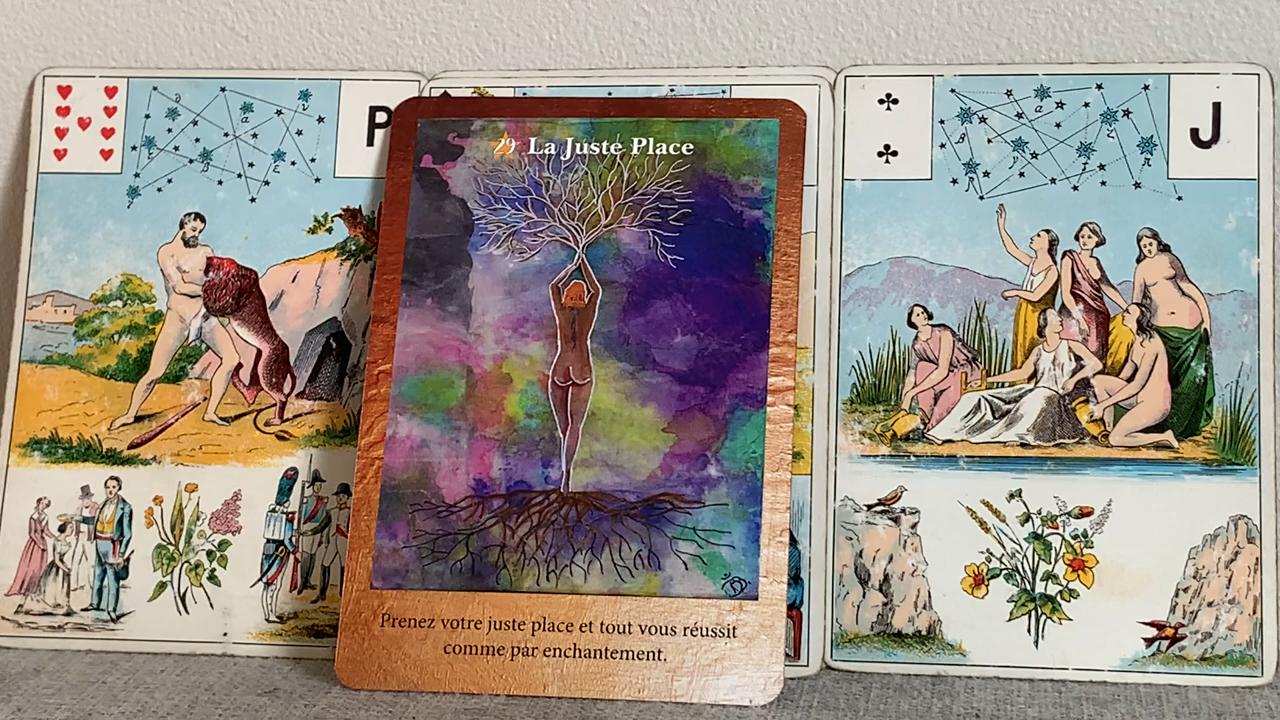 P
29 La Juste Place
J
Prenez votre juste place et tout vous réussit
comme par enchantement.